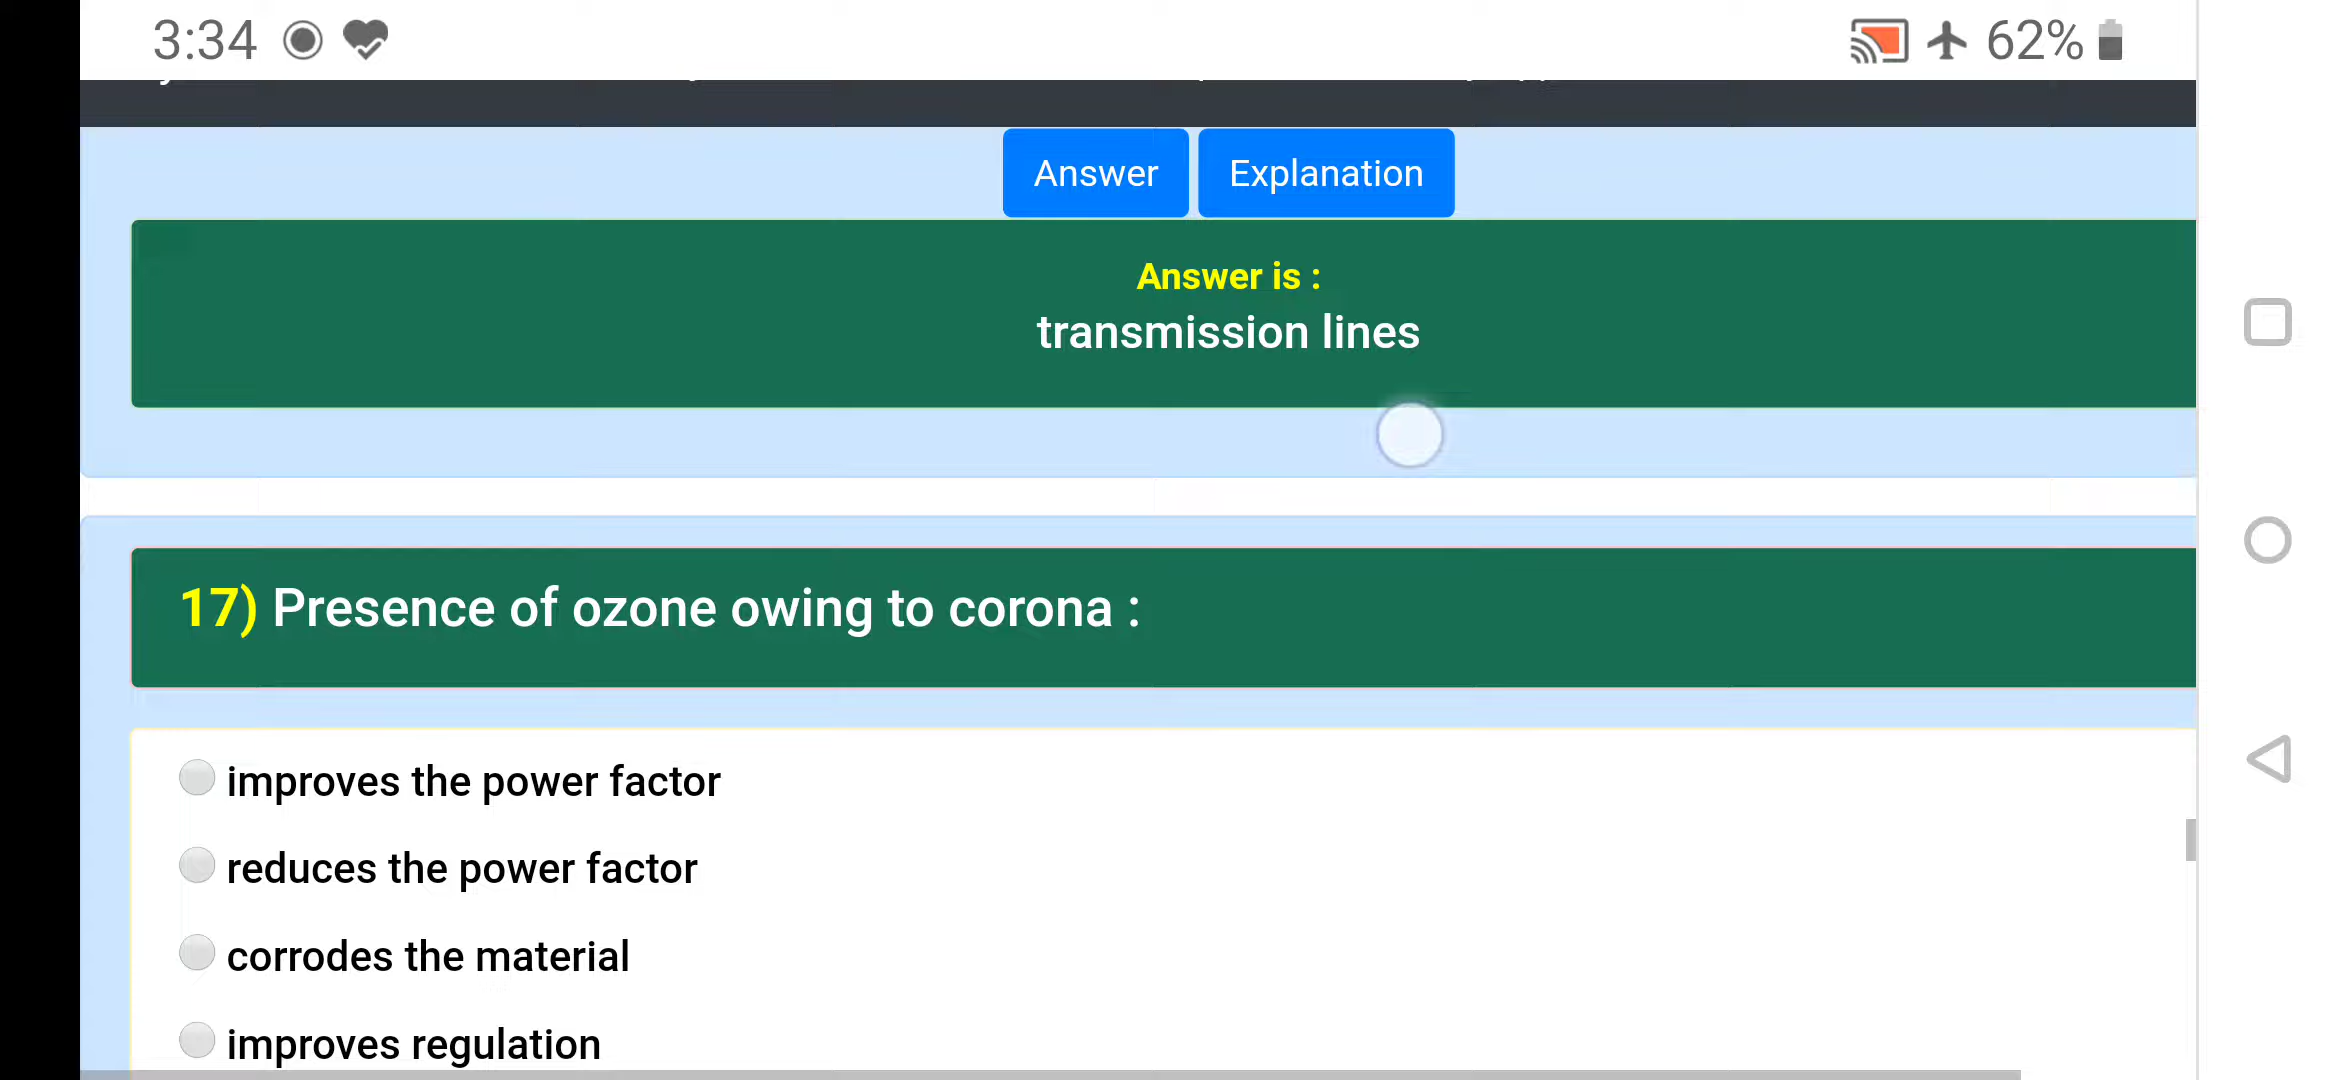 3:34
62%
Answer Explanation
Answer is :
transmission lines
17) Presence of ozone owing to corona :
improves the power factor
reduces the power factor
corrodes the material
improves regulation